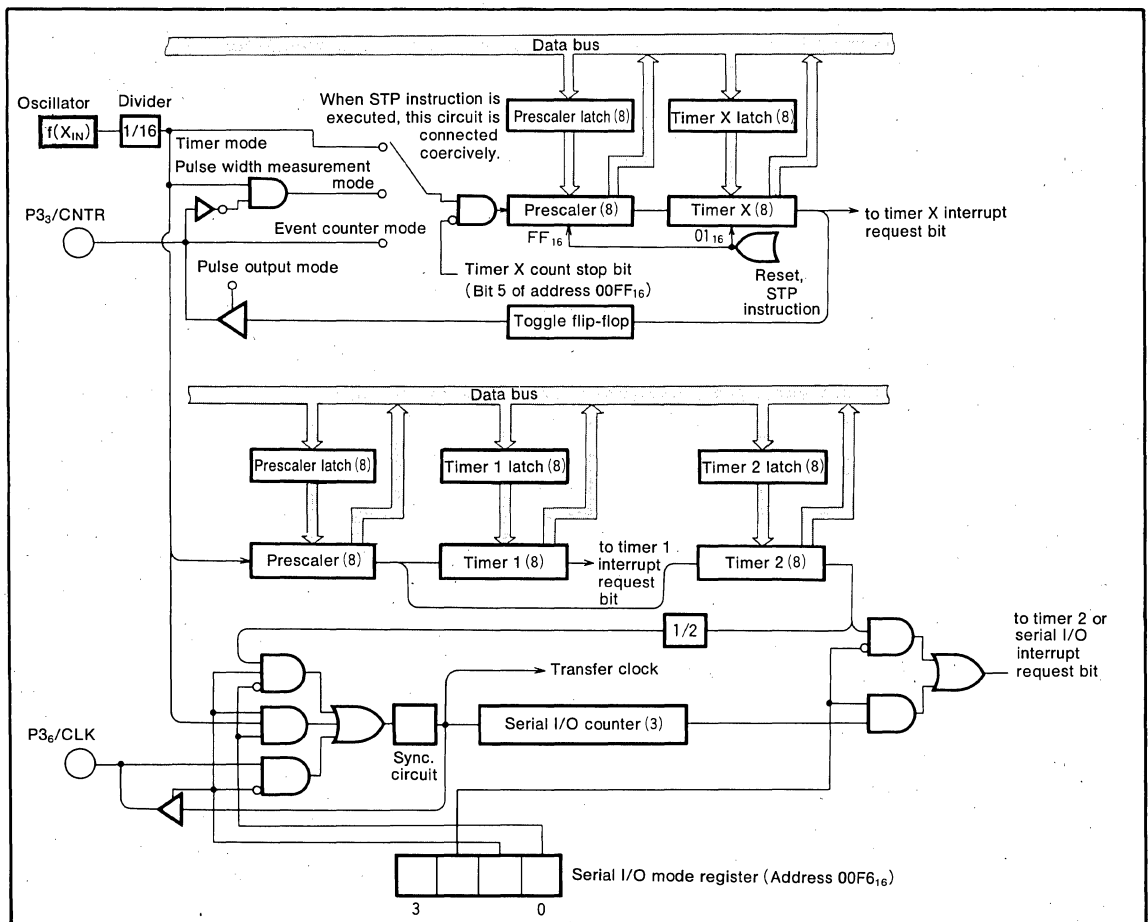 Data bus
Oscillator
Divider
f(X_IN)
1/16
When STP instruction is
executed, this circuit is
connected
coercively.
Prescaler latch (8)
Timer X latch (8)
Timer mode
Pulse width measurement
mode
P3₃/CNTR
Prescaler (8)
Timer X (8)
to timer X interrupt
request bit
Event counter mode
FF₁₆
01₁₆
Pulse output mode
Timer X count stop bit
(Bit 5 of address 00FF₁₆)
Reset,
STP
instruction
Toggle flip-flop
Data bus
Prescaler latch (8)
Timer 1 latch (8)
Timer 2 latch (8)
Prescaler (8)
Timer 1 (8)
to timer 1
interrupt
request
bit
Timer 2 (8)
1/2
to timer 2 or
serial I/O
interrupt
request bit
Transfer clock
P3₆/CLK
Serial I/O counter (3)
Sync.
circuit
Serial I/O mode register (Address 00F6₁₆)
3
0